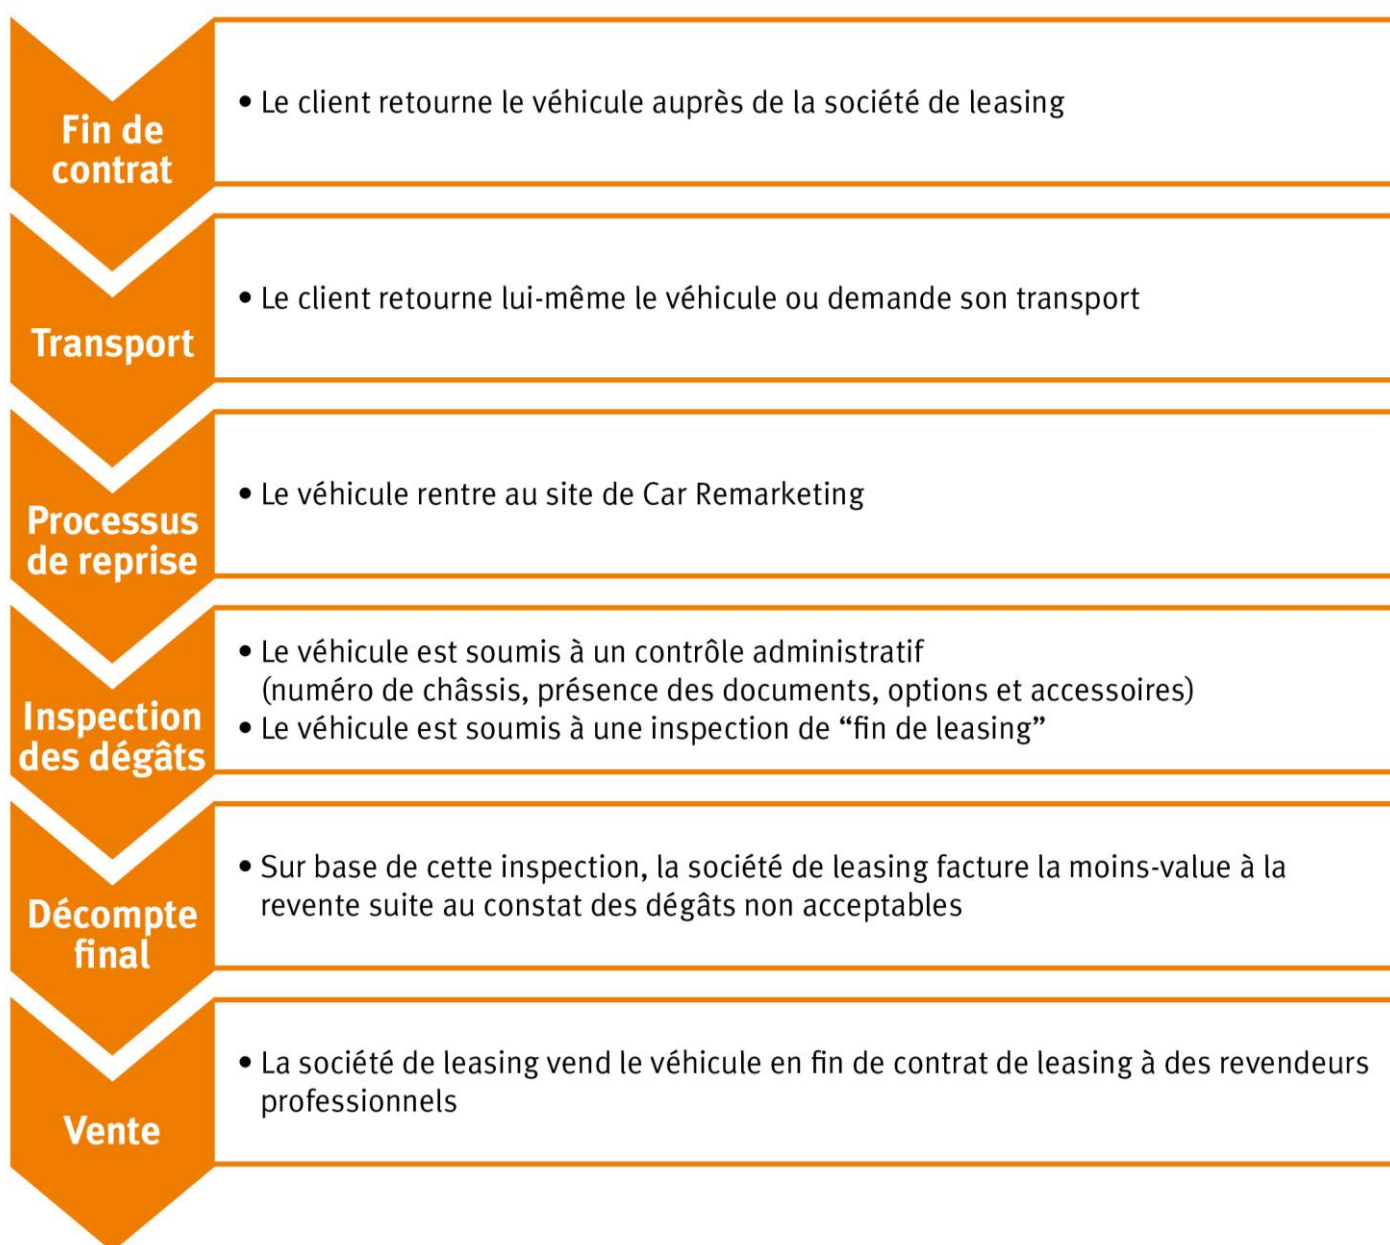 Fin de
contrat
• Le client retourne le véhicule auprès de la société de leasing
Transport
• Le client retourne lui-même le véhicule ou demande son transport
Processus
de reprise
• Le véhicule rentre au site de Car Remarketing
Inspection
des dégâts
• Le véhicule est soumis à un contrôle administratif
(numéro de châssis, présence des documents, options et accessoires)
• Le véhicule est soumis à une inspection de “fin de leasing”
Décompte
final
• Sur base de cette inspection, la société de leasing facture la moins-value à la
revente suite au constat des dégâts non acceptables
Vente
• La société de leasing vend le véhicule en fin de contrat de leasing à des revendeurs
professionnels